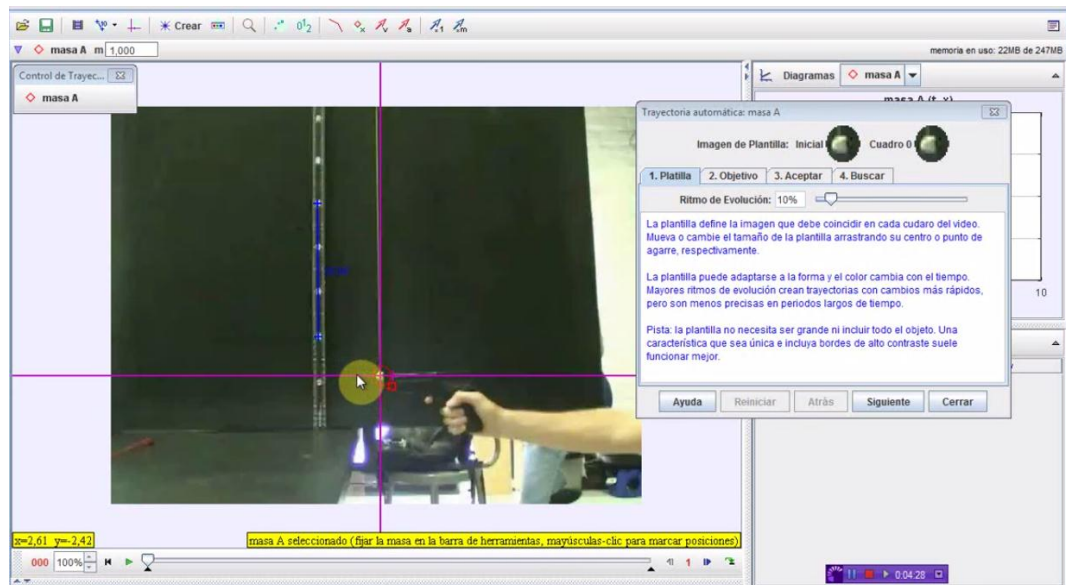 Crear
masa A m 1,000
memoria en uso: 22MB de 247MB
Control de Trayec...
masa A
Diagramas masa A
masa A (t, x)
10
Trayectoria automática: masa A
Imagen de Plantilla: Inicial Cuadro 0
1. Platilla 2. Objetivo 3. Aceptar 4. Buscar
Ritmo de Evolución: 10%
La plantilla define la imagen que debe coincidir en cada cudaro del video.
Mueva o cambie el tamaño de la plantilla arrastrando su centro o punto de
agarre, respectivamente.
La plantilla puede adaptarse a la forma y el color cambia con el tiempo.
Mayores ritmos de evolución crean trayectorias con cambios más rápidos,
pero son menos precisas en periodos largos de tiempo.
Pista: la plantilla no necesita ser grande ni incluir todo el objeto. Una
característica que sea única e incluya bordes de alto contraste suele
funcionar mejor.
Ayuda Reiniciar Atrás Siguiente Cerrar
x=2,61 y=-2,42
masa A seleccionado (fijar la masa en la barra de herramientas, mayúsculas-clic para marcar posiciones)
000 100% 1
0:04:28